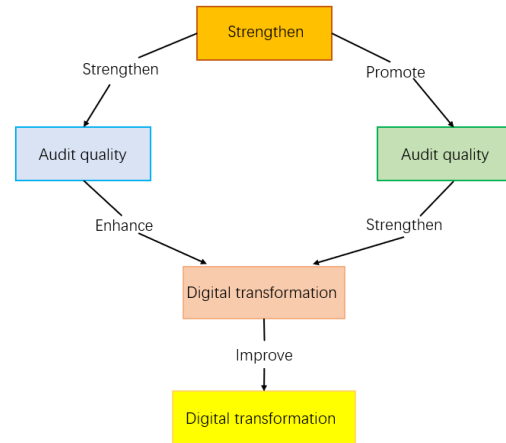 Strengthen
Strengthen
Promote
Audit quality
Audit quality
Enhance
Strengthen
Digital transformation
Improve
Digital transformation